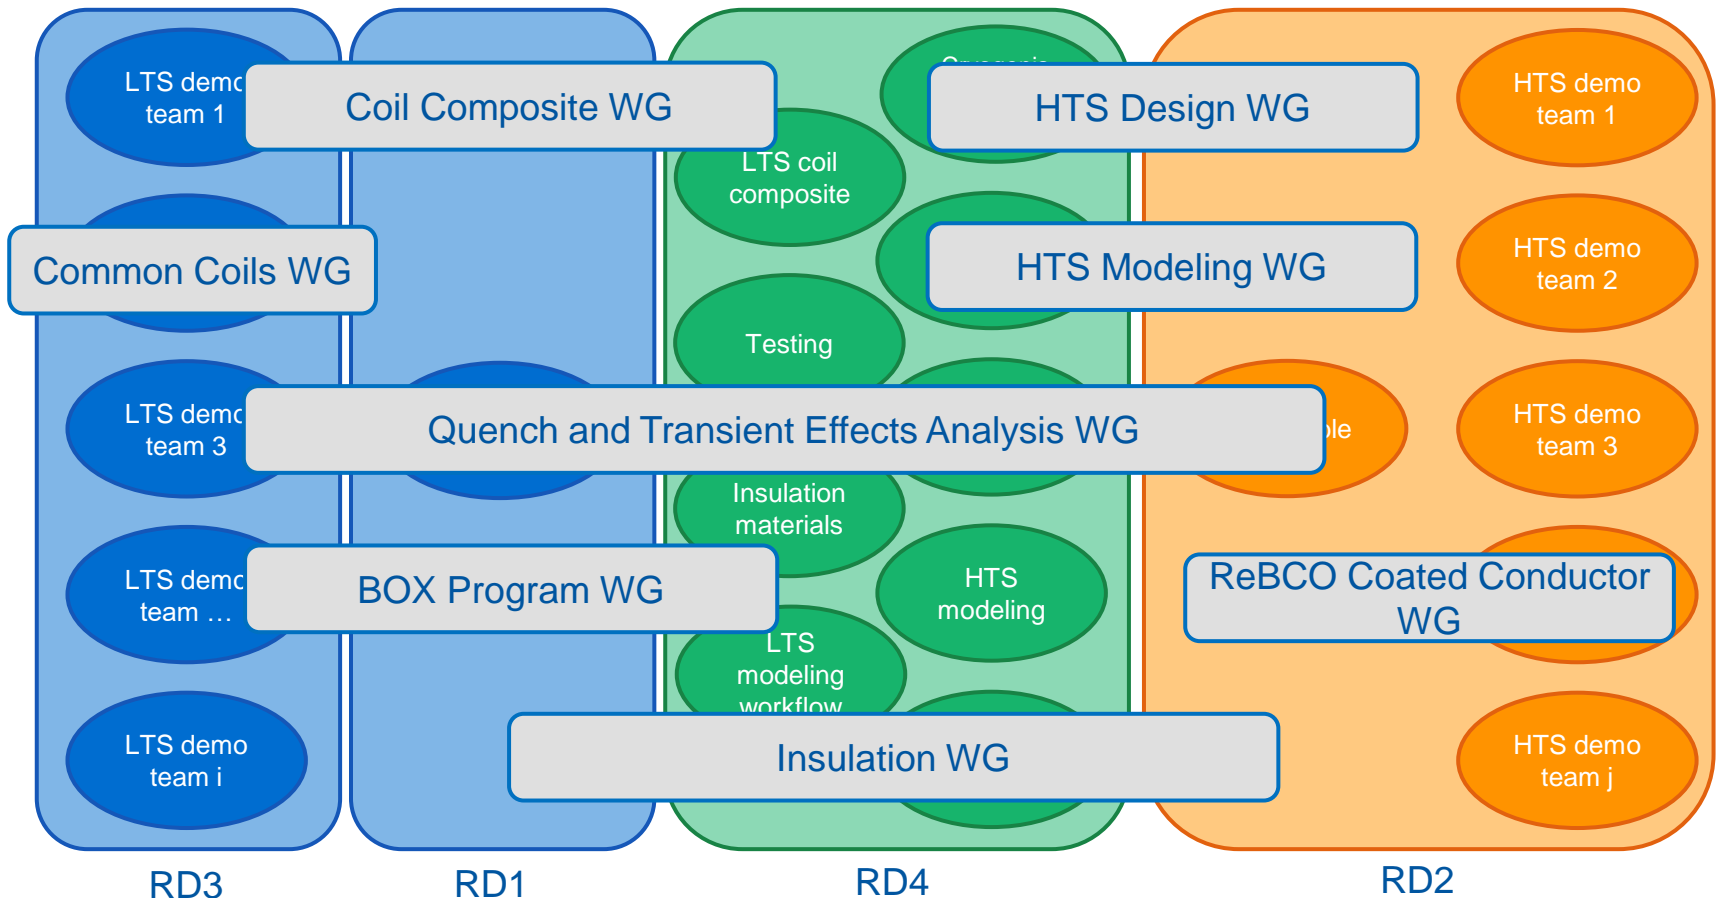 LTS demo
team 1
Coil Composite WG
HTS Design WG
HTS demo
team 1
LTS coil
composite
Common Coils WG
HTS Modeling WG
HTS demo
team 2
Testing
LTS demo
team 3
Quench and Transient Effects Analysis WG
HTS demo
team 3
Insulation
materials
LTS demo
team …
BOX Program WG
HTS
modeling
ReBCO Coated Conductor
WG
LTS
modeling
workflow
LTS demo
team i
Insulation WG
HTS demo
team j
RD3
RD1
RD4
RD2